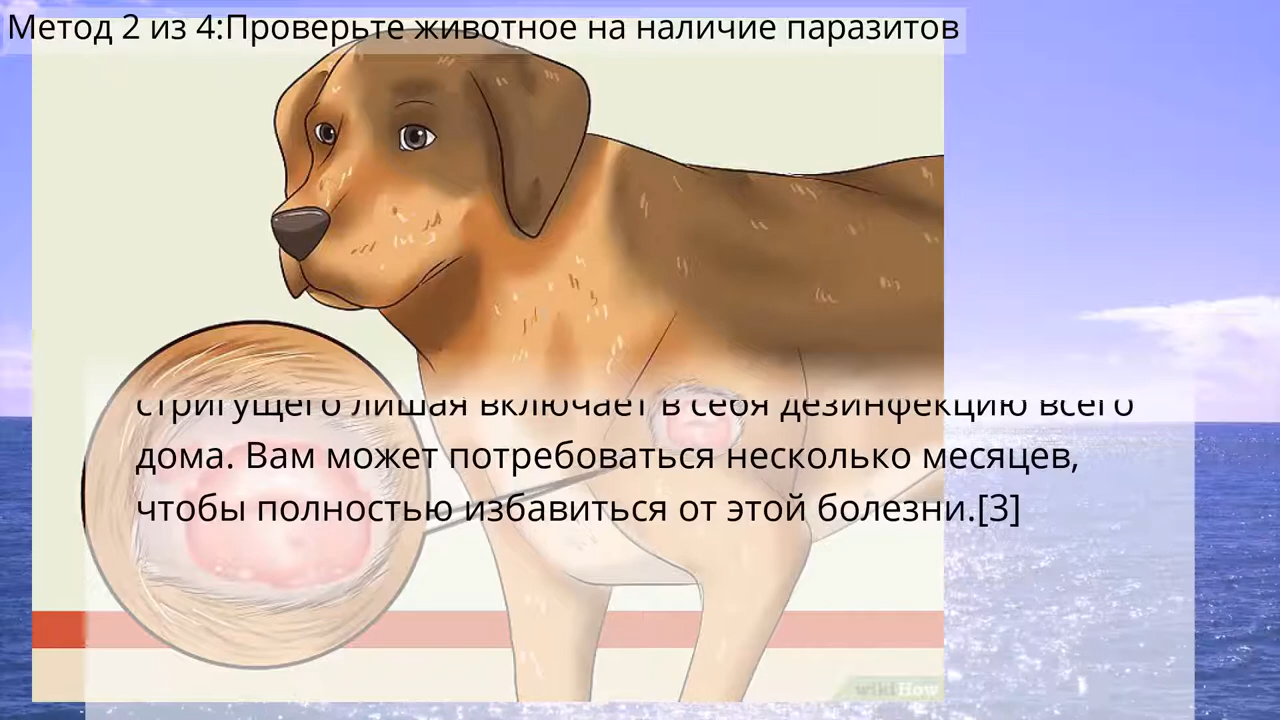 Метод 2 из 4:Проверьте животное на наличие паразитов
стригущего лишая включает в себя дезинфекцию всего
дома. Вам может потребоваться несколько месяцев,
чтобы полностью избавиться от этой болезни.[3]
wikiHow